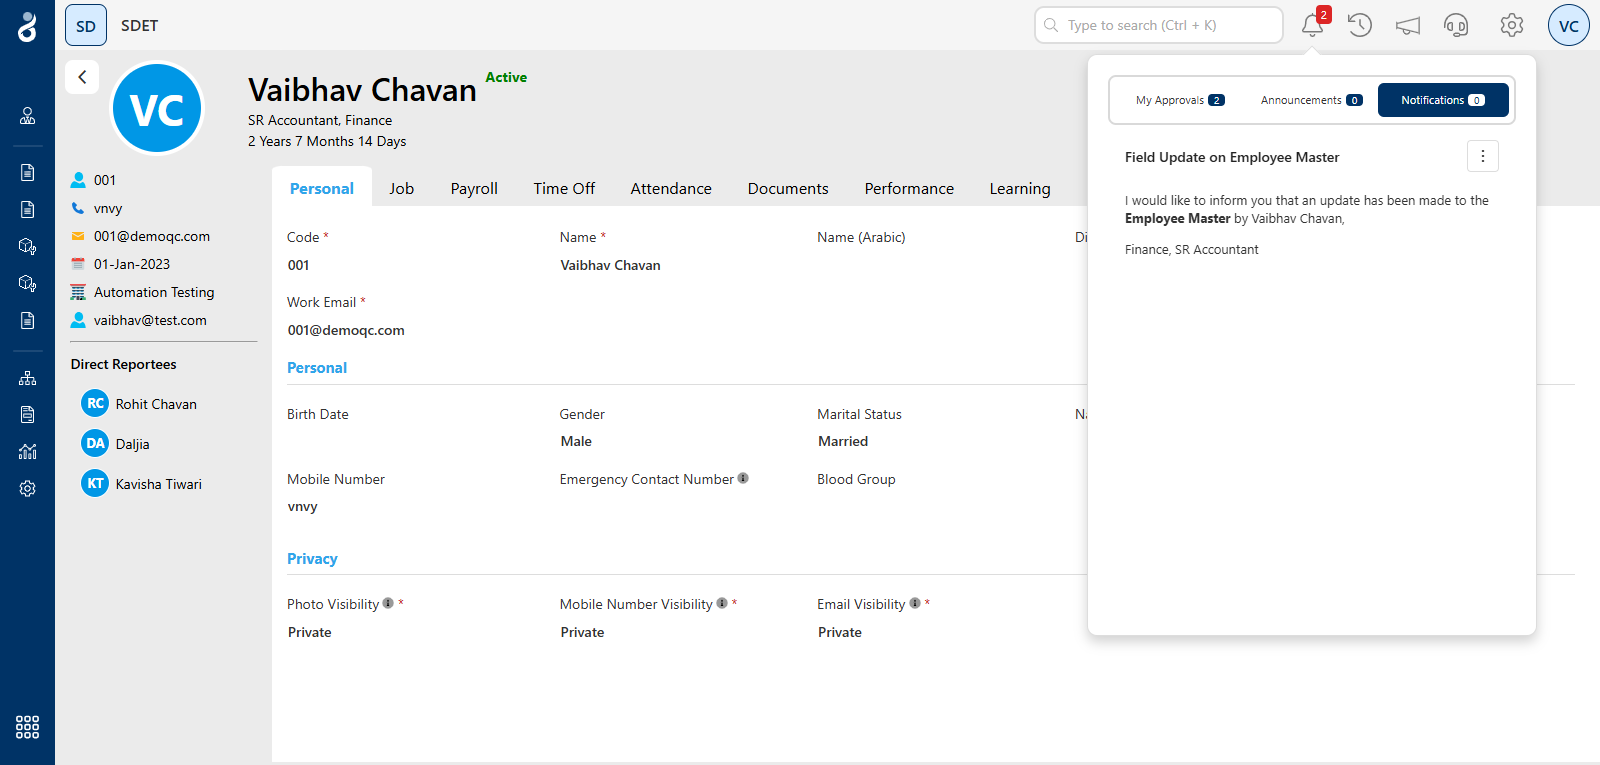 SD SDET
Type to search (Ctrl + K)
2
VC
VC
Vaibhav Chavan Active
SR Accountant, Finance
2 Years 7 Months 14 Days
001
vnvy
001@demoqc.com
01-Jan-2023
Automation Testing
vaibhav@test.com
Direct Reportees
RC Rohit Chavan
DA Daljia
KT Kavisha Tiwari
Personal Job Payroll Time Off Attendance Documents Performance Learning
Code * Name * Name (Arabic) Di
001 Vaibhav Chavan
Work Email *
001@demoqc.com
Personal
Birth Date Gender Marital Status Na
Male Married
Mobile Number Emergency Contact Number Blood Group
vnvy
Privacy
Photo Visibility * Mobile Number Visibility * Email Visibility *
Private Private Private
My Approvals 2 Announcements 0 Notifications 0
Field Update on Employee Master
I would like to inform you that an update has been made to the
Employee Master by Vaibhav Chavan,
Finance, SR Accountant